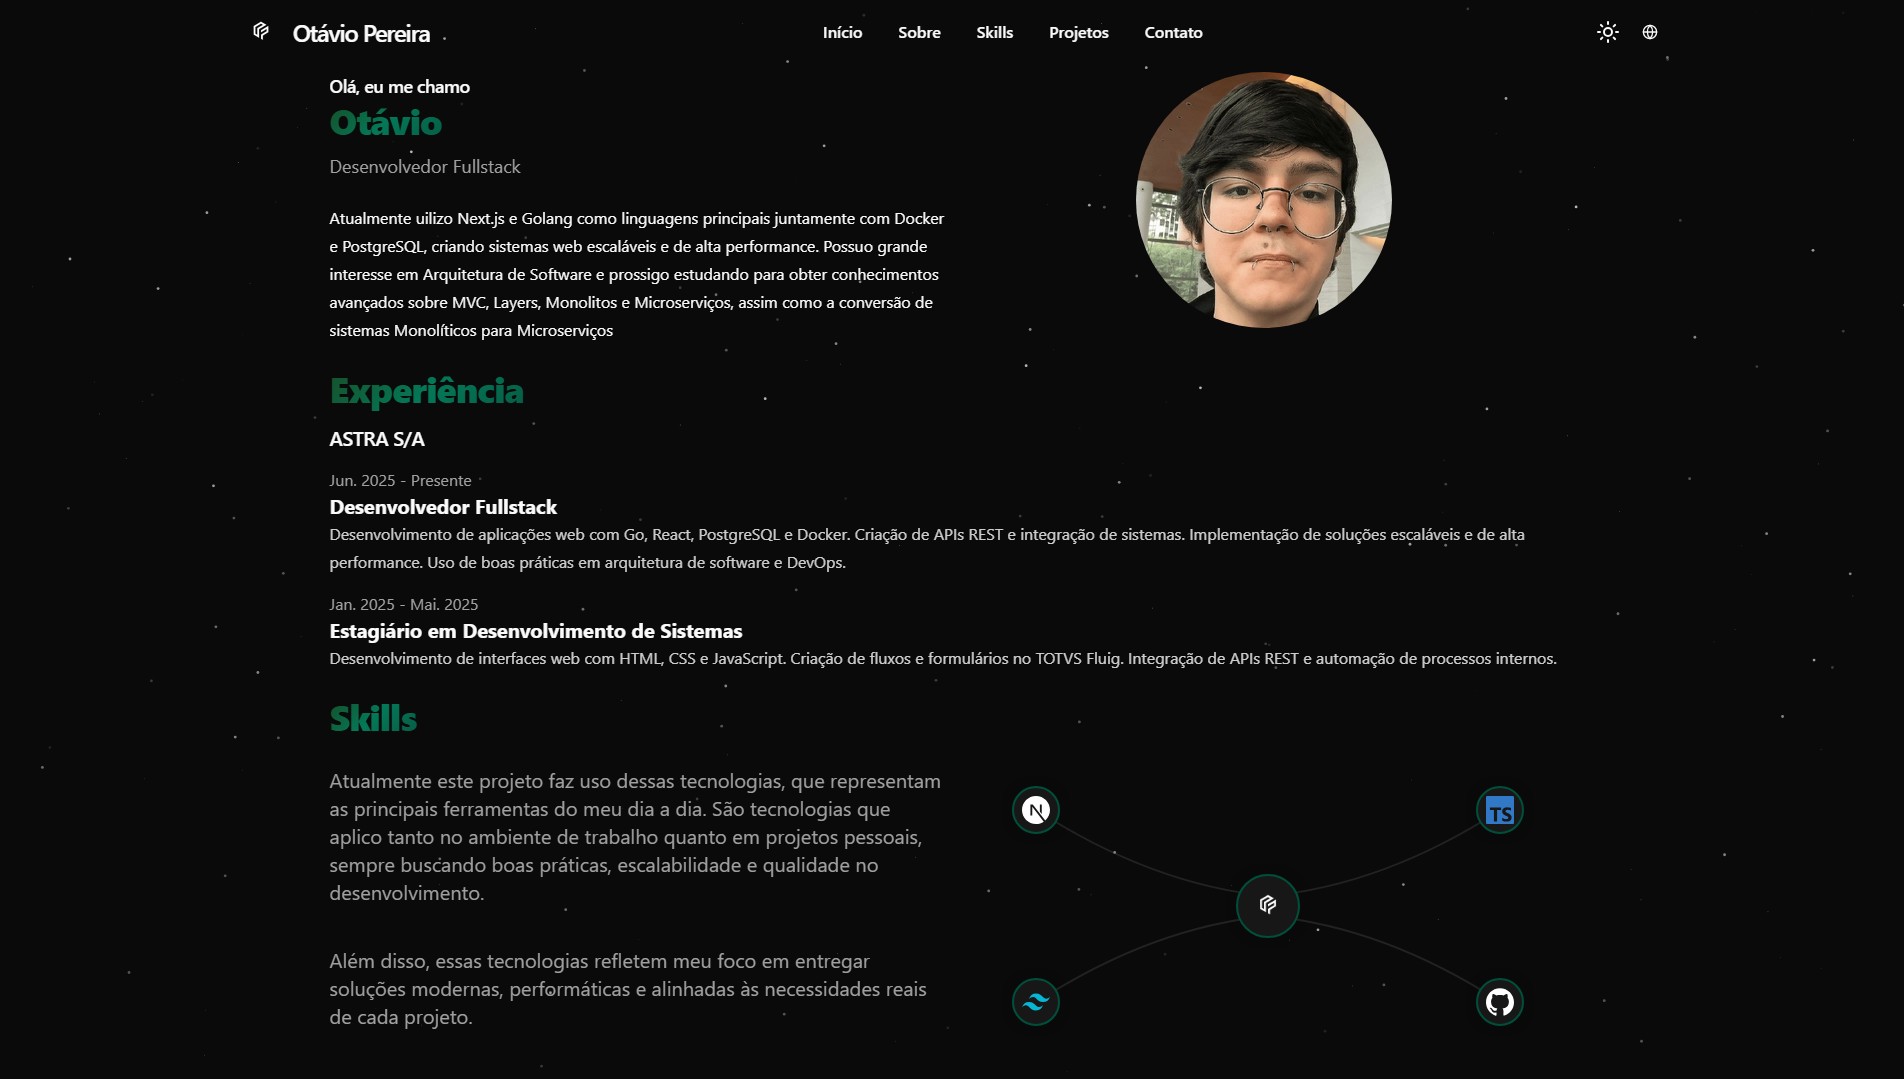 Otávio Pereira
Início Sobre Skills Projetos Contato
Olá, eu me chamo
Otávio
Desenvolvedor Fullstack
Atualmente uilizo Next.js e Golang como linguagens principais juntamente com Docker
e PostgreSQL, criando sistemas web escaláveis e de alta performance. Possuo grande
interesse em Arquitetura de Software e prossigo estudando para obter conhecimentos
avançados sobre MVC, Layers, Monolitos e Microserviços, assim como a conversão de
sistemas Monolíticos para Microserviços
Experiência
ASTRA S/A
Jun. 2025 - Presente
Desenvolvedor Fullstack
Desenvolvimento de aplicações web com Go, React, PostgreSQL e Docker. Criação de APIs REST e integração de sistemas. Implementação de soluções escaláveis e de alta
performance. Uso de boas práticas em arquitetura de software e DevOps.
Jan. 2025 - Mai. 2025
Estagiário em Desenvolvimento de Sistemas
Desenvolvimento de interfaces web com HTML, CSS e JavaScript. Criação de fluxos e formulários no TOTVS Fluig. Integração de APIs REST e automação de processos internos.
Skills
Atualmente este projeto faz uso dessas tecnologias, que representam
as principais ferramentas do meu dia a dia. São tecnologias que
aplico tanto no ambiente de trabalho quanto em projetos pessoais,
sempre buscando boas práticas, escalabilidade e qualidade no
desenvolvimento.
Além disso, essas tecnologias refletem meu foco em entregar
soluções modernas, performáticas e alinhadas às necessidades reais
de cada projeto.
N
TS